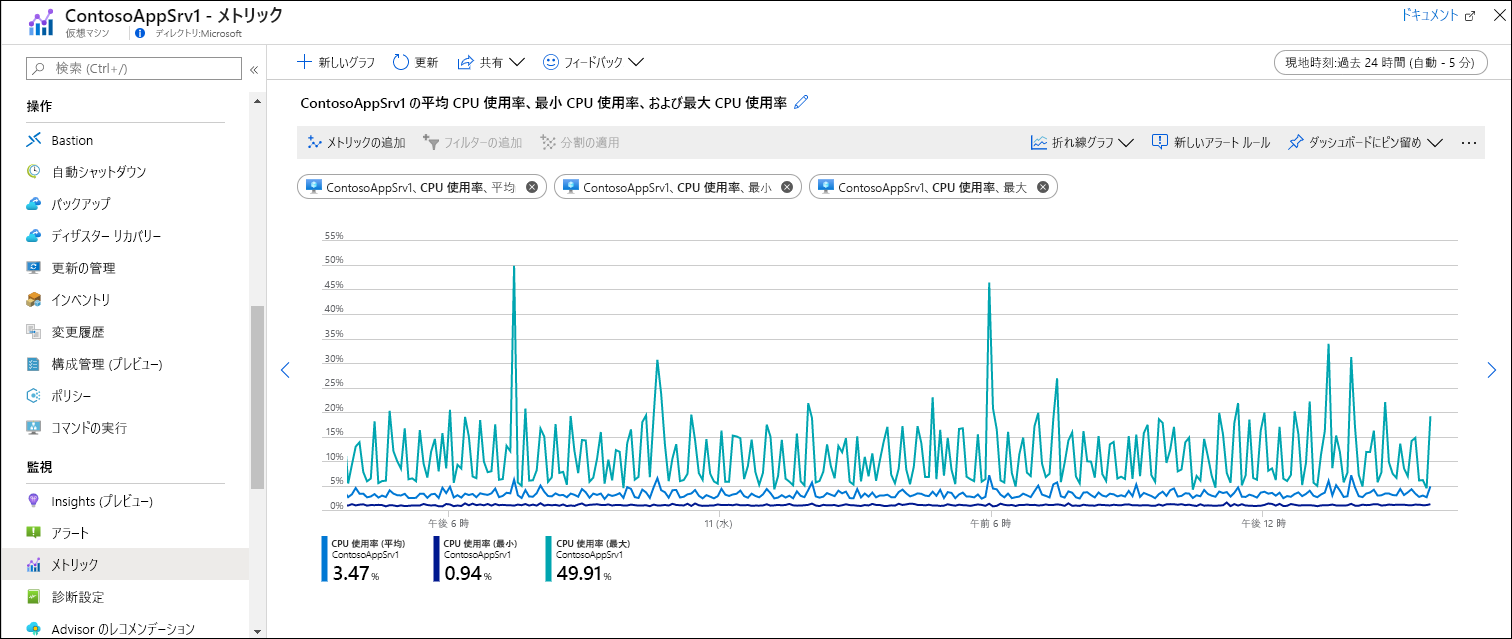 ContosoAppSrv1 - メトリック
仮想マシン
ディレクトリ:Microsoft
ドキュメント
検索 (Ctrl+/)
操作
Bastion
自動シャットダウン
バックアップ
ディザスター リカバリー
更新の管理
インベントリ
変更履歴
構成管理 (プレビュー)
ポリシー
コマンドの実行
監視
Insights (プレビュー)
アラート
メトリック
診断設定
Advisor のレコメンデーション
新しいグラフ
更新
共有
フィードバック
現地時刻:過去 24 時間 (自動 - 5 分)
ContosoAppSrv1 の平均 CPU 使用率、最小 CPU 使用率、および最大 CPU 使用率
メトリックの追加
フィルターの追加
分割の適用
折れ線グラフ
新しいアラート ルール
ダッシュボードにピン留め
ContosoAppSrv1、CPU 使用率、平均
ContosoAppSrv1、CPU 使用率、最小
ContosoAppSrv1、CPU 使用率、最大
55%
50%
45%
40%
35%
30%
25%
20%
15%
10%
5%
0%
午後 6 時
11 (水)
午前 6 時
午後 12 時
CPU 使用率 (平均)
ContosoAppSrv1
3.47 %
CPU 使用率 (最小)
ContosoAppSrv1
0.94 %
CPU 使用率 (最大)
ContosoAppSrv1
49.91 %